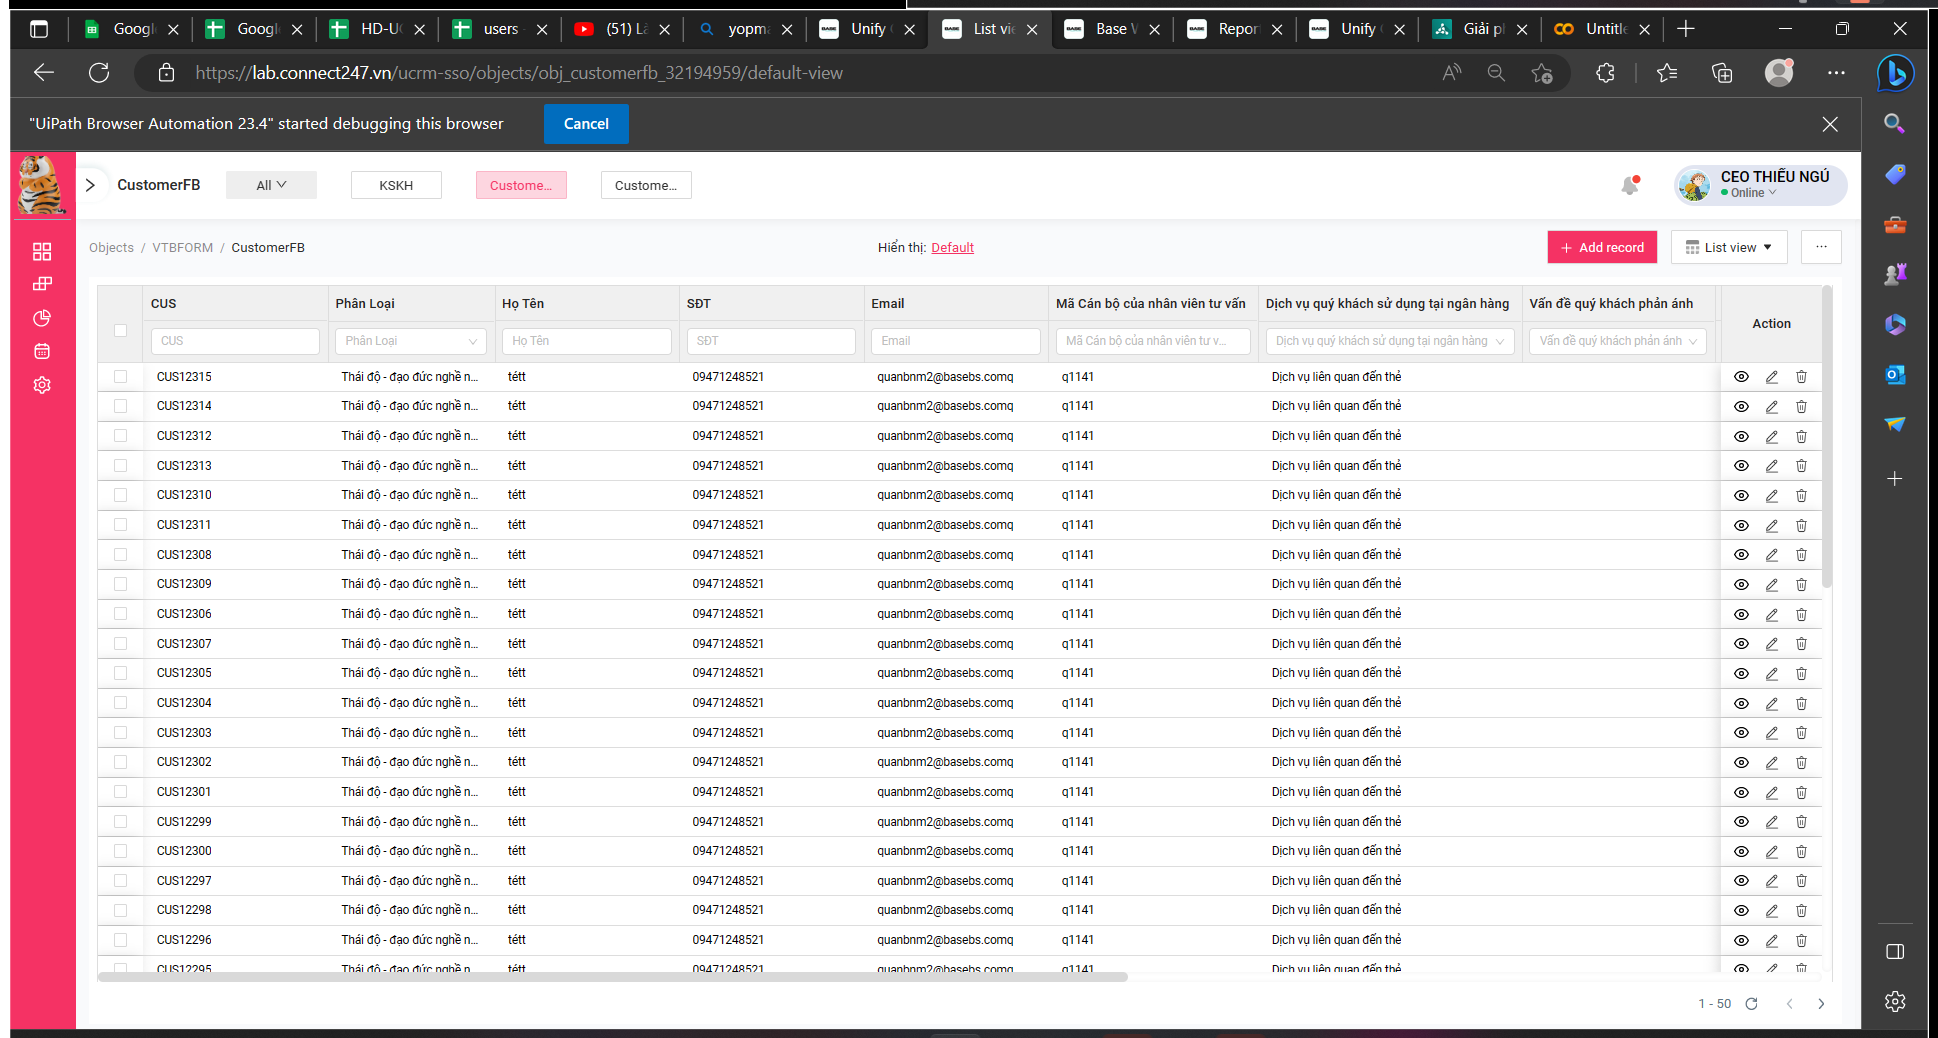 Google
Google
HD-U
users
(51) Lầ
yopma
Unify
List vi
Base V
Report
Unify
Giải p
Untitle
https://lab.connect247.vn/ucrm-sso/objects/obj_customerfb_32194959/default-view
"UiPath Browser Automation 23.4" started debugging this browser
Cancel
CustomerFB
All
KSKH
Custome...
Custome...
CEO THIẾU NGỦ
Online
Objects / VTBFORM / CustomerFB
Hiển thị: Default
+ Add record
List view
...
CUS Phân Loại Họ Tên SĐT Email Mã Cán bộ của nhân viên tư vấn Dịch vụ quý khách sử dụng tại ngân hàng Vấn đề quý khách phản ánh Action
CUS Phân Loại Họ Tên SĐT Email Mã Cán bộ của nhân viên tư v... Dịch vụ quý khách sử dụng tại ngân hàng Vấn đề quý khách phản ánh
CUS12315 Thái độ - đạo đức nghề n... tétt 09471248521 quanbnm2@basebs.comq q1141 Dịch vụ liên quan đến thẻ
CUS12314 Thái độ - đạo đức nghề n... tétt 09471248521 quanbnm2@basebs.comq q1141 Dịch vụ liên quan đến thẻ
CUS12312 Thái độ - đạo đức nghề n... tétt 09471248521 quanbnm2@basebs.comq q1141 Dịch vụ liên quan đến thẻ
CUS12313 Thái độ - đạo đức nghề n... tétt 09471248521 quanbnm2@basebs.comq q1141 Dịch vụ liên quan đến thẻ
CUS12310 Thái độ - đạo đức nghề n... tétt 09471248521 quanbnm2@basebs.comq q1141 Dịch vụ liên quan đến thẻ
CUS12311 Thái độ - đạo đức nghề n... tétt 09471248521 quanbnm2@basebs.comq q1141 Dịch vụ liên quan đến thẻ
CUS12308 Thái độ - đạo đức nghề n... tétt 09471248521 quanbnm2@basebs.comq q1141 Dịch vụ liên quan đến thẻ
CUS12309 Thái độ - đạo đức nghề n... tétt 09471248521 quanbnm2@basebs.comq q1141 Dịch vụ liên quan đến thẻ
CUS12306 Thái độ - đạo đức nghề n... tétt 09471248521 quanbnm2@basebs.comq q1141 Dịch vụ liên quan đến thẻ
CUS12307 Thái độ - đạo đức nghề n... tétt 09471248521 quanbnm2@basebs.comq q1141 Dịch vụ liên quan đến thẻ
CUS12305 Thái độ - đạo đức nghề n... tétt 09471248521 quanbnm2@basebs.comq q1141 Dịch vụ liên quan đến thẻ
CUS12304 Thái độ - đạo đức nghề n... tétt 09471248521 quanbnm2@basebs.comq q1141 Dịch vụ liên quan đến thẻ
CUS12303 Thái độ - đạo đức nghề n... tétt 09471248521 quanbnm2@basebs.comq q1141 Dịch vụ liên quan đến thẻ
CUS12302 Thái độ - đạo đức nghề n... tétt 09471248521 quanbnm2@basebs.comq q1141 Dịch vụ liên quan đến thẻ
CUS12301 Thái độ - đạo đức nghề n... tétt 09471248521 quanbnm2@basebs.comq q1141 Dịch vụ liên quan đến thẻ
CUS12299 Thái độ - đạo đức nghề n... tétt 09471248521 quanbnm2@basebs.comq q1141 Dịch vụ liên quan đến thẻ
CUS12300 Thái độ - đạo đức nghề n... tétt 09471248521 quanbnm2@basebs.comq q1141 Dịch vụ liên quan đến thẻ
CUS12297 Thái độ - đạo đức nghề n... tétt 09471248521 quanbnm2@basebs.comq q1141 Dịch vụ liên quan đến thẻ
CUS12298 Thái độ - đạo đức nghề n... tétt 09471248521 quanbnm2@basebs.comq q1141 Dịch vụ liên quan đến thẻ
CUS12296 Thái độ - đạo đức nghề n... tétt 09471248521 quanbnm2@basebs.comq q1141 Dịch vụ liên quan đến thẻ
CUS12295 Thái độ - đạo đức nghề n... tétt 09471248521 quanbnm2@basebs.comq q1141 Dịch vụ liên quan đến thẻ
1 - 50